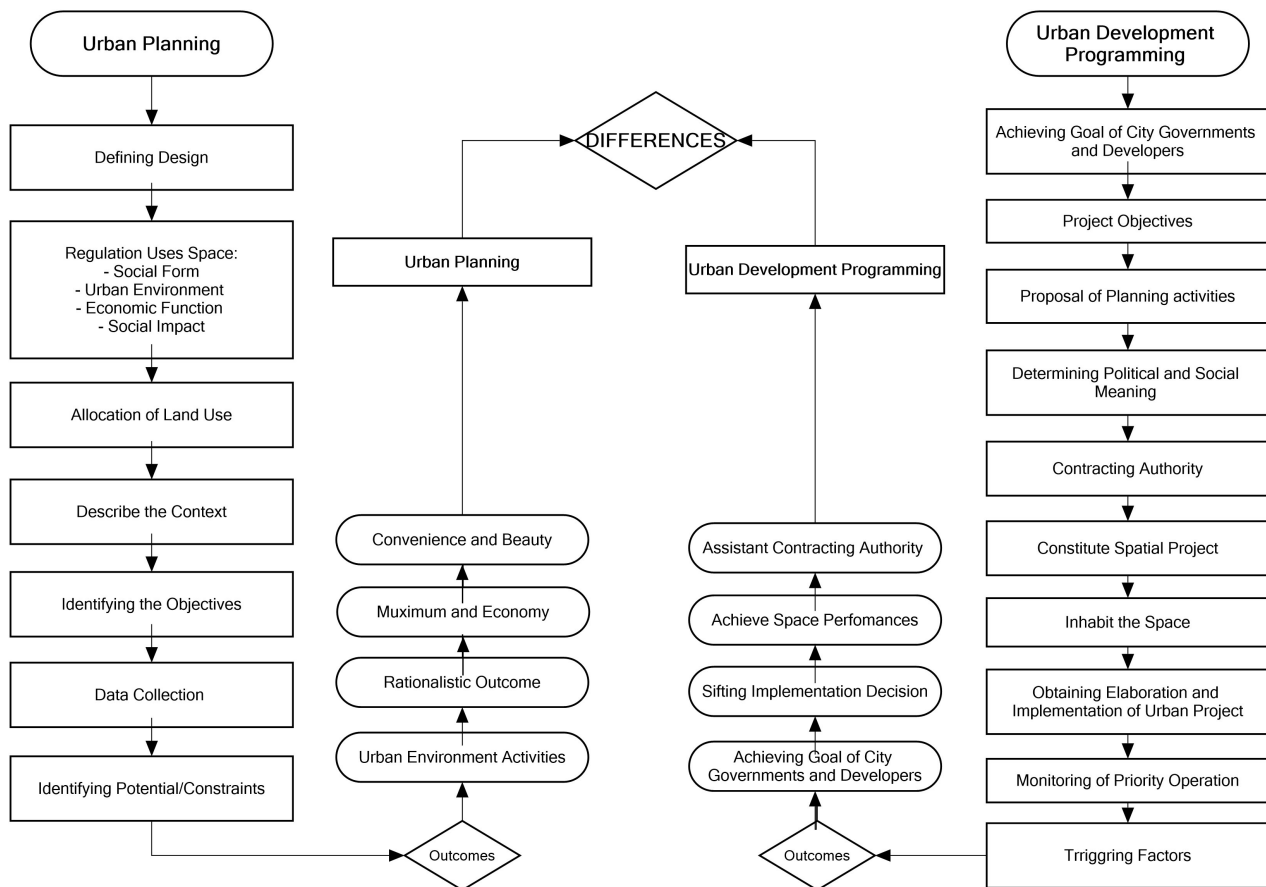 Urban Planning
Defining Design
Regulation Uses Space:
- Social Form
- Urban Environment
- Economic Function
- Social Impact
Allocation of Land Use
Describe the Context
Identifying the Objectives
Data Collection
Identifying Potential/Constraints
Outcomes
Urban Environment Activities
Rationalistic Outcome
Muximum and Economy
Convenience and Beauty
Urban Planning
DIFFERENCES
Urban Development Programming
Assistant Contracting Authority
Achieve Space Perfomances
Sifting Implementation Decision
Achieving Goal of City
Governments and Developers
Outcomes
Urban Development
Programming
Achieving Goal of City Governments
and Developers
Project Objectives
Proposal of Planning activities
Determining Political and Social
Meaning
Contracting Authority
Constitute Spatial Project
Inhabit the Space
Obtaining Elaboration and
Implementation of Urban Project
Monitoring of Priority Operation
Trriggring Factors